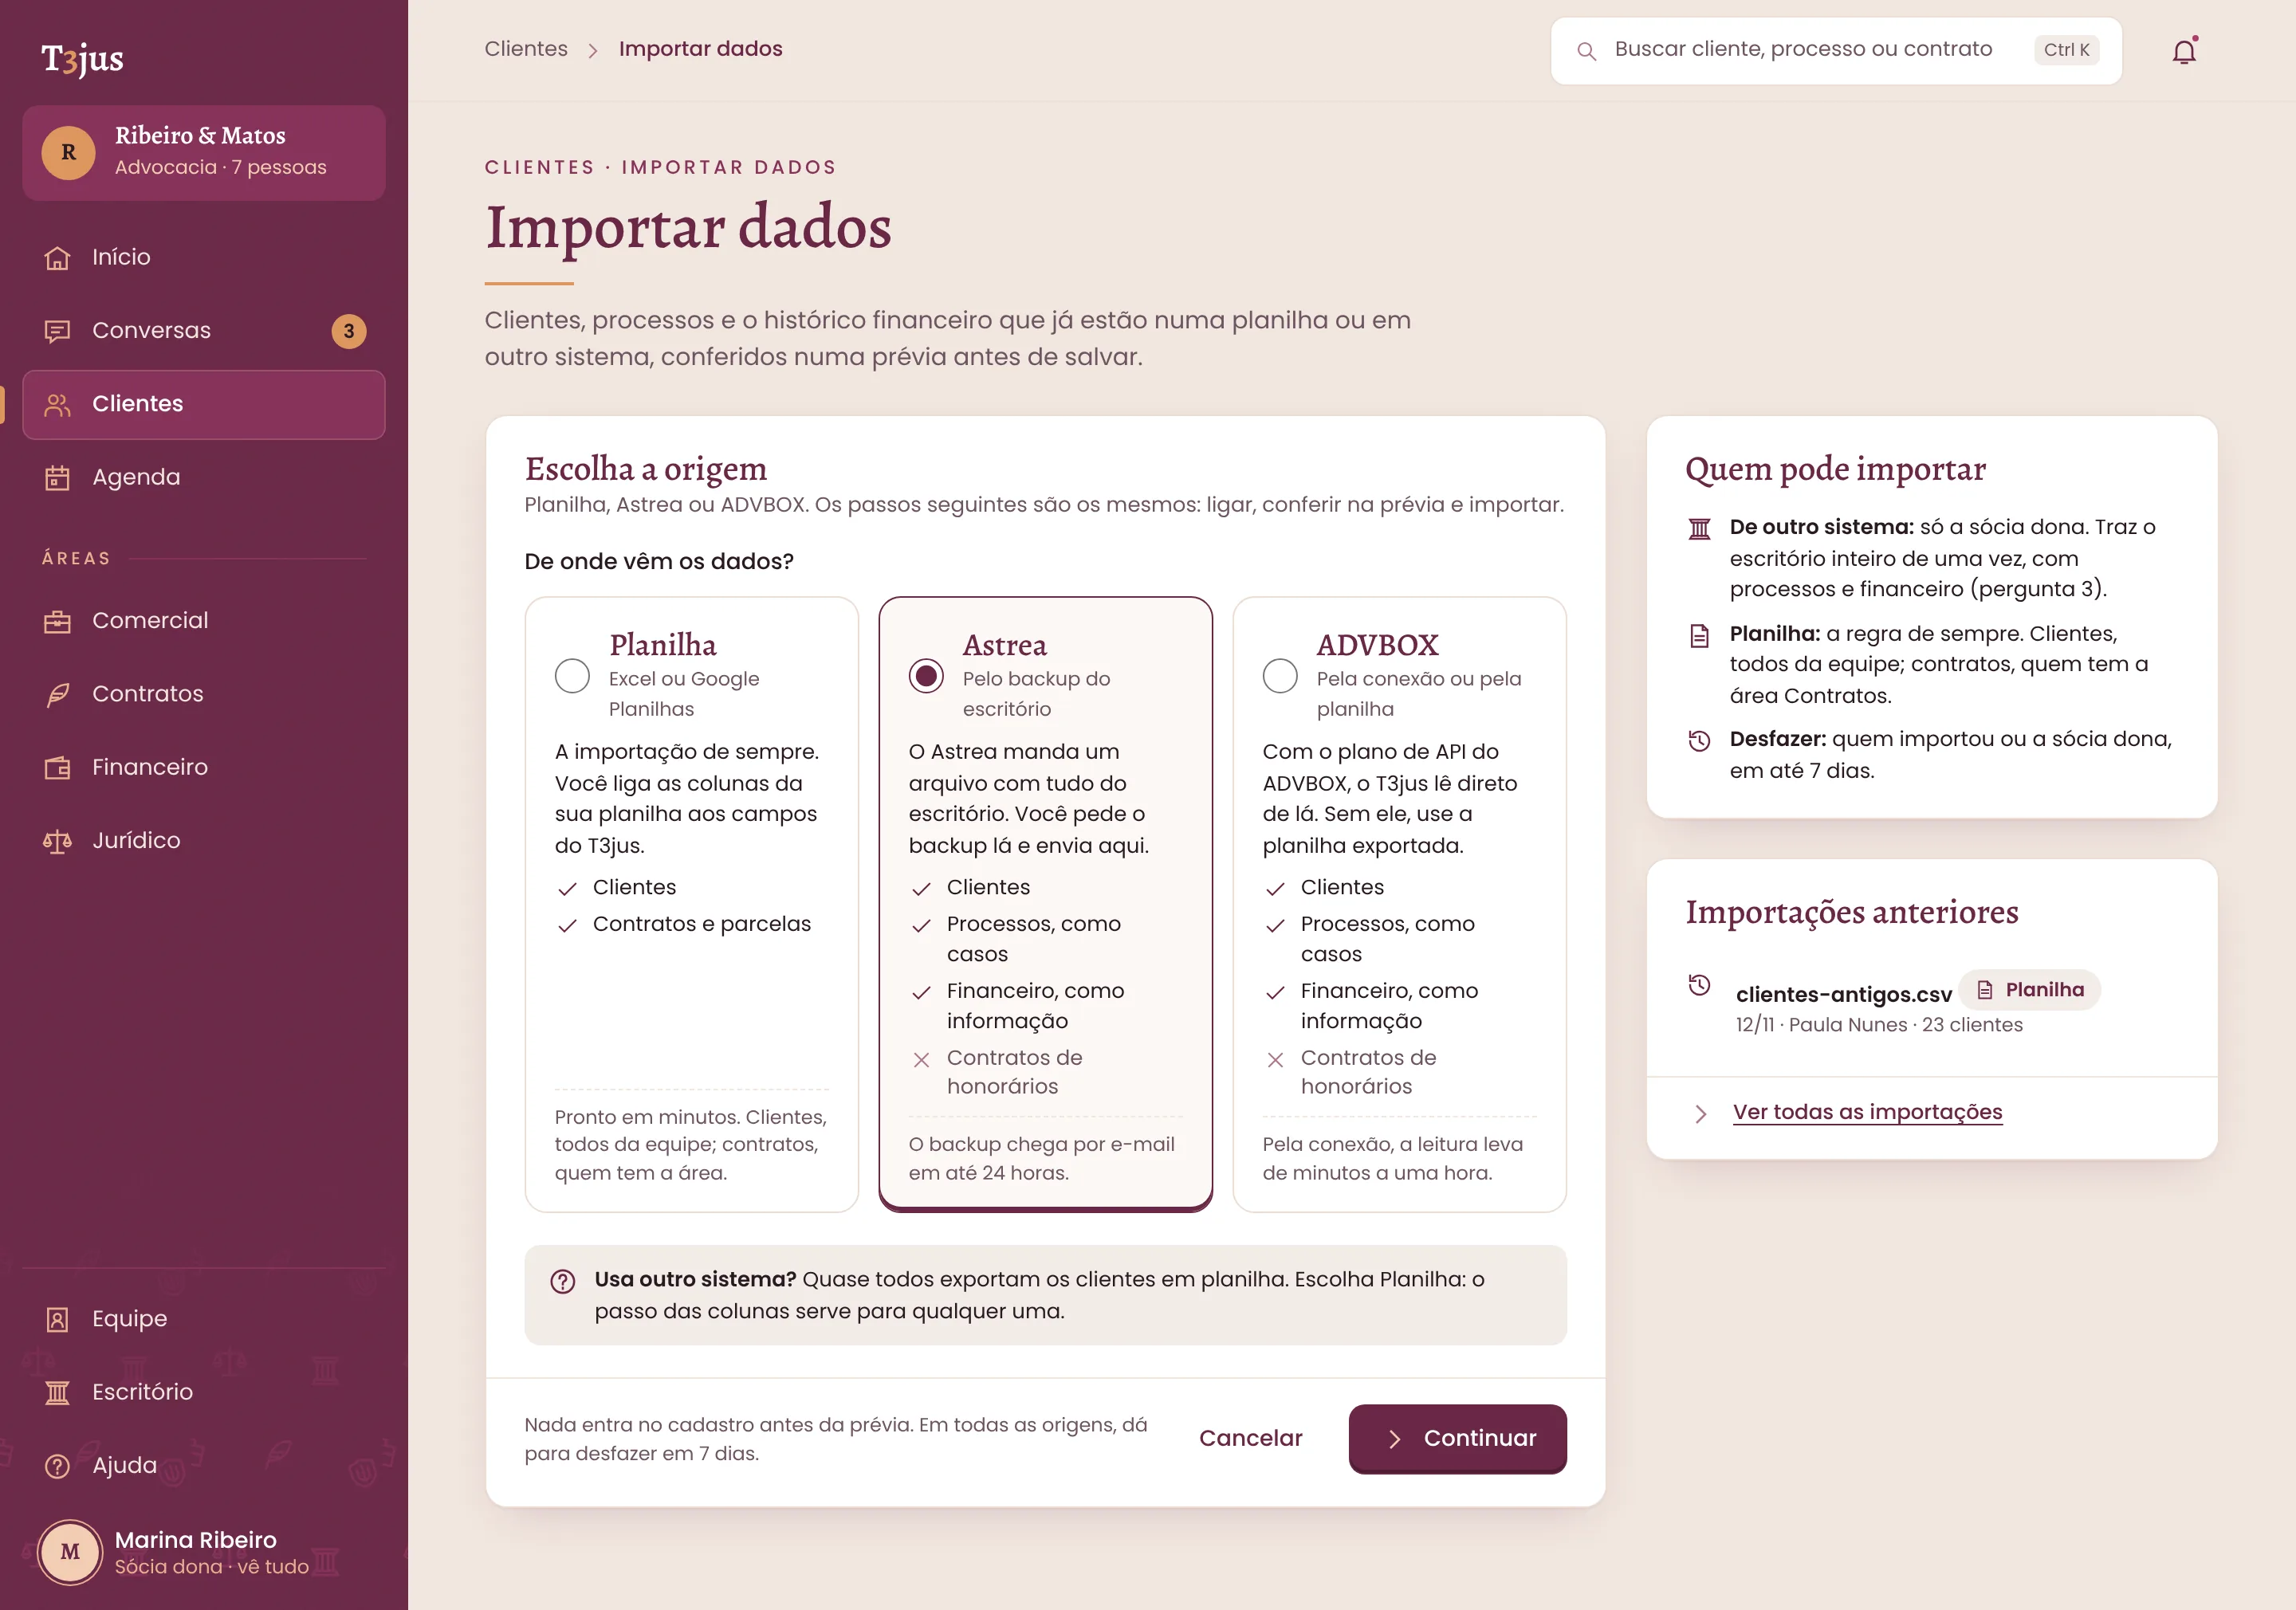 T3jus
R
Ribeiro & Matos
Advocacia · 7 pessoas
Início
Conversas
3
Clientes
Agenda
ÁREAS
Comercial
Contratos
Financeiro
Jurídico
Equipe
Escritório
Ajuda
M
Marina Ribeiro
Sócia dona · vê tudo
Clientes
Importar dados
Buscar cliente, processo ou contrato
Ctrl K
CLIENTES · IMPORTAR DADOS
Importar dados
Clientes, processos e o histórico financeiro que já estão numa planilha ou em
outro sistema, conferidos numa prévia antes de salvar.
Escolha a origem
Planilha, Astrea ou ADVBOX. Os passos seguintes são os mesmos: ligar, conferir na prévia e importar.
De onde vêm os dados?
Planilha
Excel ou Google
Planilhas
A importação de sempre.
Você liga as colunas da
sua planilha aos campos
do T3jus.
Clientes
Contratos e parcelas
Pronto em minutos. Clientes,
todos da equipe; contratos,
quem tem a área.
Astrea
Pelo backup do
escritório
O Astrea manda um
arquivo com tudo do
escritório. Você pede o
backup lá e envia aqui.
Clientes
Processos, como
casos
Financeiro, como
informação
Contratos de
honorários
O backup chega por e-mail
em até 24 horas.
ADVBOX
Pela conexão ou pela
planilha
Com o plano de API do
ADVBOX, o T3jus lê direto
de lá. Sem ele, use a
planilha exportada.
Clientes
Processos, como
casos
Financeiro, como
informação
Contratos de
honorários
Pela conexão, a leitura leva
de minutos a uma hora.
Usa outro sistema? Quase todos exportam os clientes em planilha. Escolha Planilha: o
passo das colunas serve para qualquer uma.
Nada entra no cadastro antes da prévia. Em todas as origens, dá
para desfazer em 7 dias.
Cancelar
Continuar
Quem pode importar
De outro sistema: só a sócia dona. Traz o
escritório inteiro de uma vez, com
processos e financeiro (pergunta 3).
Planilha: a regra de sempre. Clientes,
todos da equipe; contratos, quem tem a
área Contratos.
Desfazer: quem importou ou a sócia dona,
em até 7 dias.
Importações anteriores
clientes-antigos.csv
Planilha
12/11 · Paula Nunes · 23 clientes
Ver todas as importações